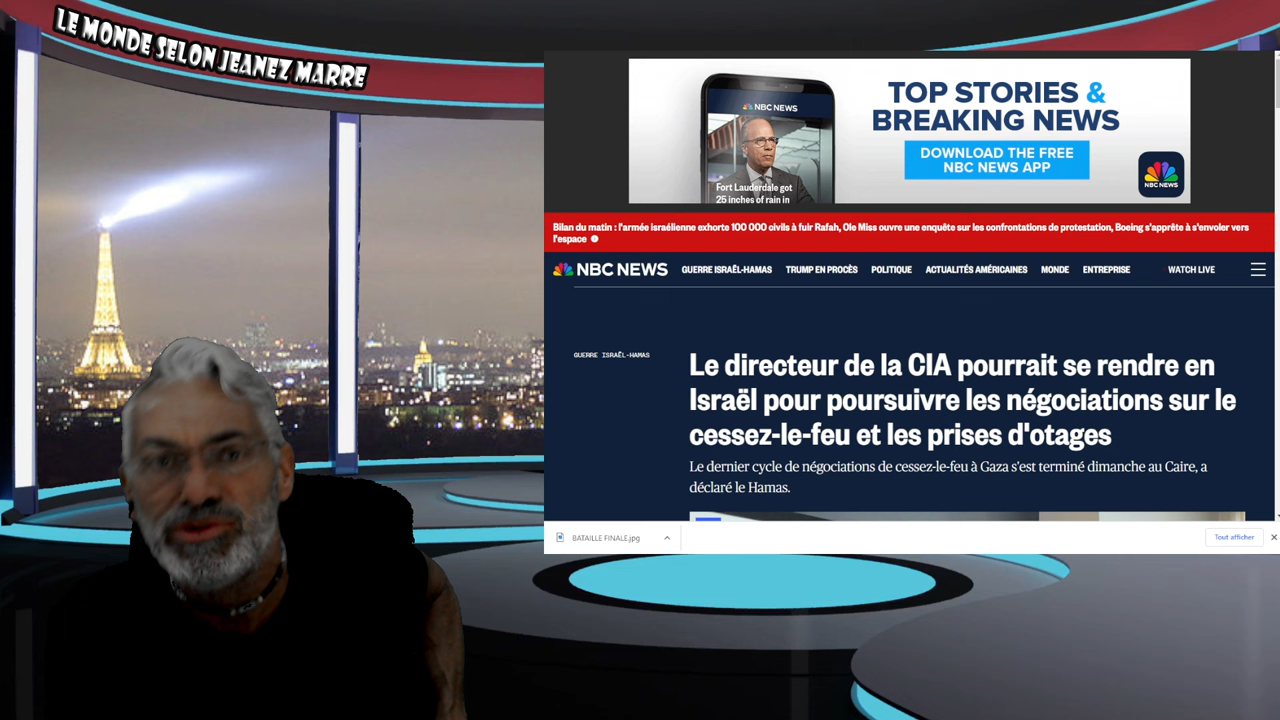 LE MONDE SELON JEANEZ MARRE
NBC NEWS
Fort Lauderdale got
25 inches of rain in
TOP STORIES &
BREAKING NEWS
DOWNLOAD THE FREE
NBC NEWS APP
NBC NEWS
Bilan du matin : l'armée israélienne exhorte 100 000 civils à fuir Rafah, Ole Miss ouvre une enquête sur les confrontations de protestation, Boeing s'apprête à s'envoler vers
l'espace
NBC NEWS GUERRE ISRAËL-HAMAS TRUMP EN PROCÈS POLITIQUE ACTUALITÉS AMÉRICAINES MONDE ENTREPRISE WATCH LIVE
GUERRE ISRAËL-HAMAS
Le directeur de la CIA pourrait se rendre en
Israël pour poursuivre les négociations sur le
cessez-le-feu et les prises d'otages
Le dernier cycle de négociations de cessez-le-feu à Gaza s'est terminé dimanche au Caire, a
déclaré le Hamas.
BATAILLE FINALE.jpg
Tout afficher